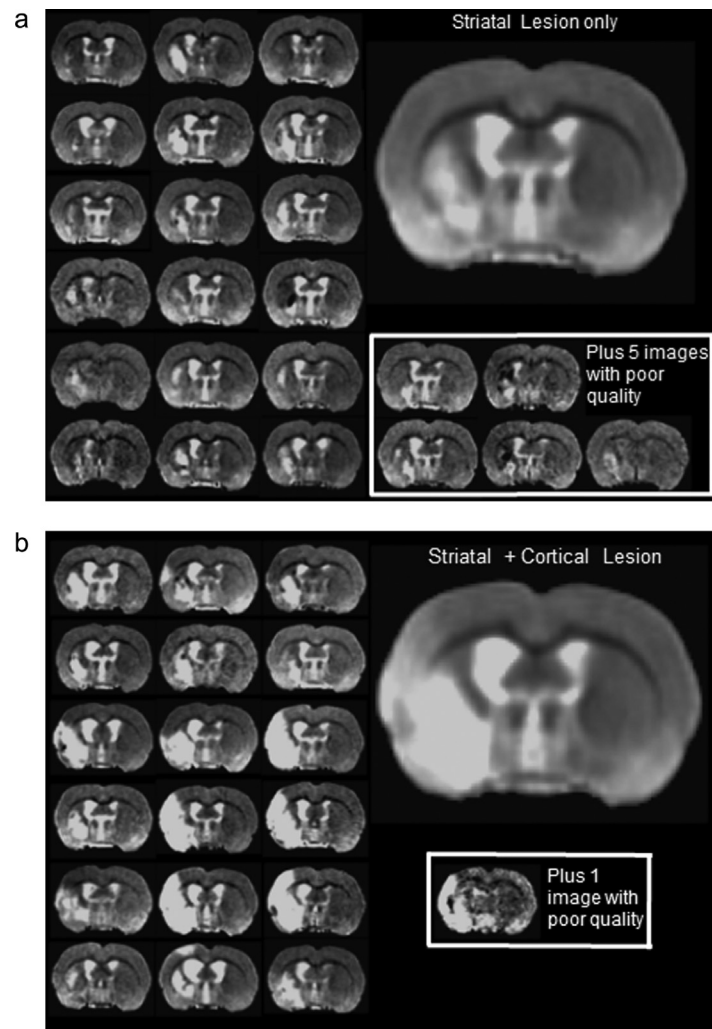 a
Striatal Lesion only
Plus 5 images
with poor
quality
b
Striatal + Cortical Lesion
Plus 1
image with
poor quality